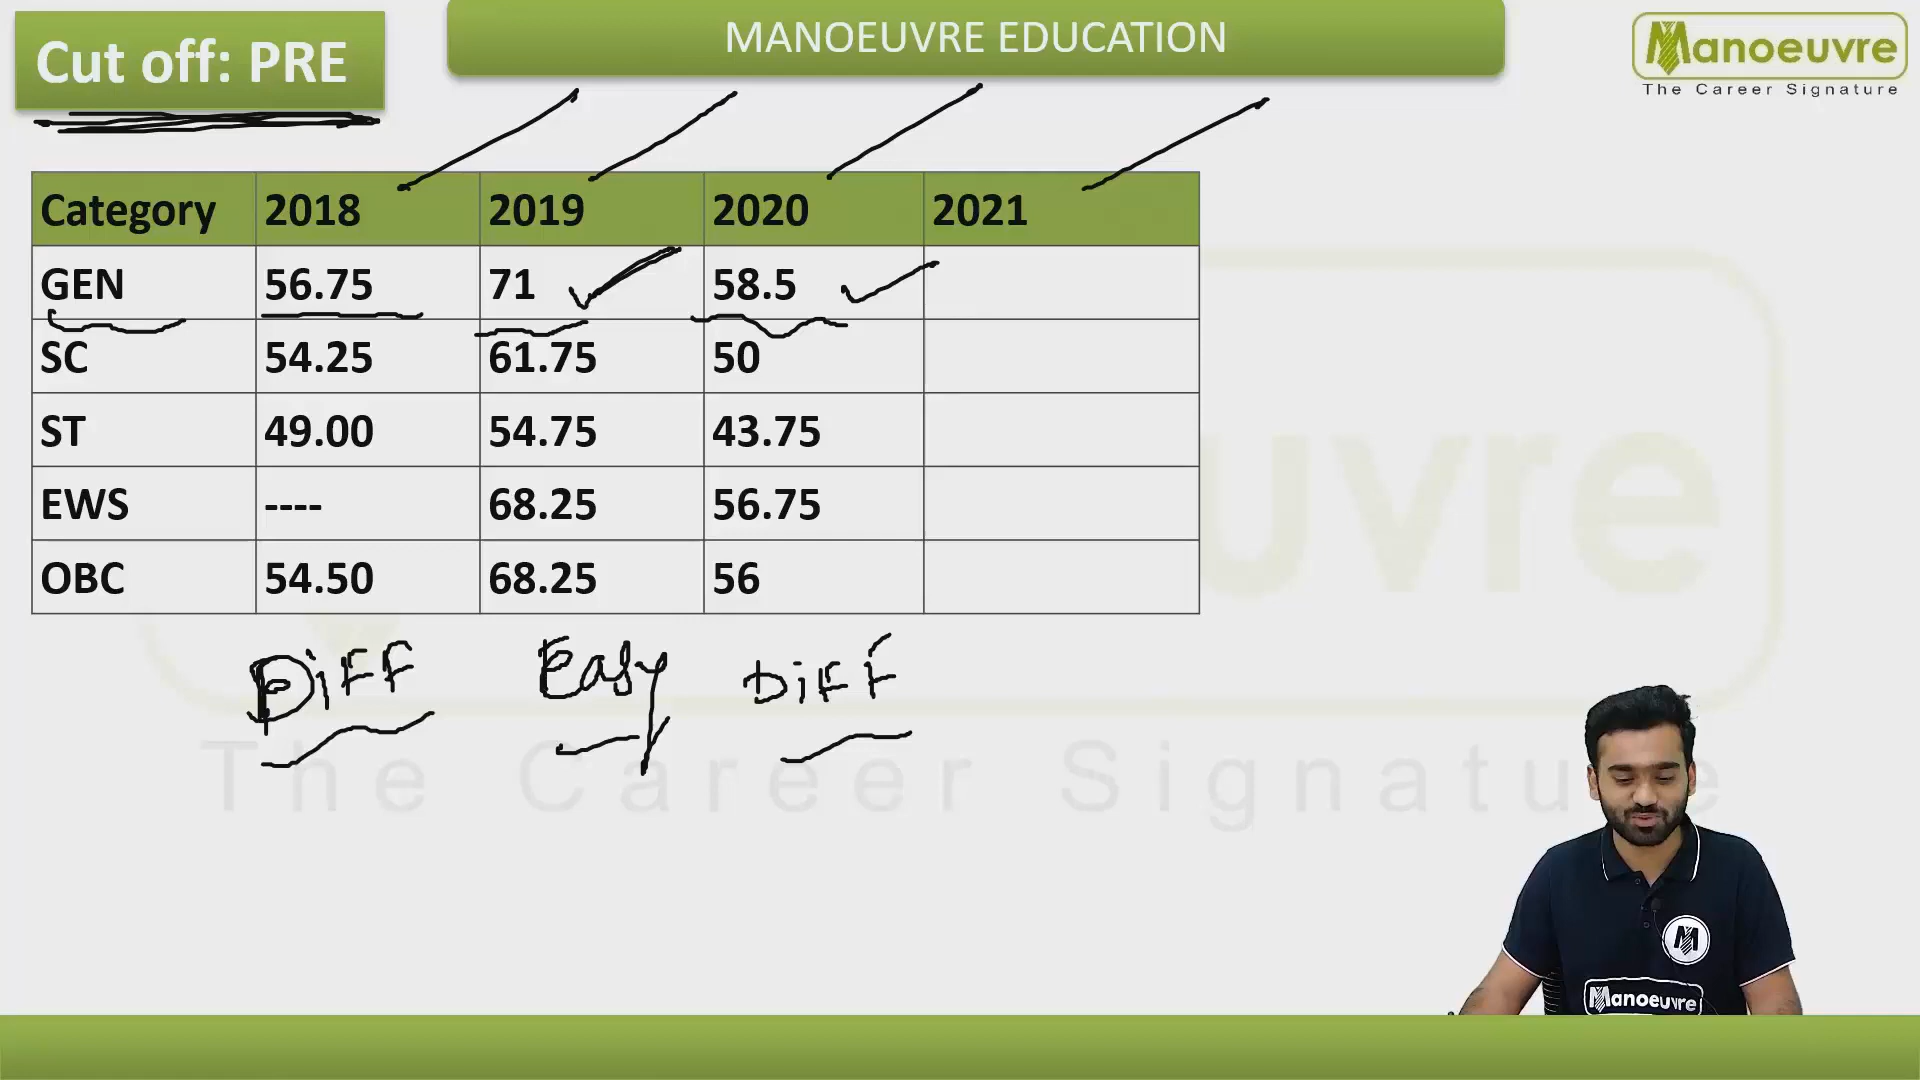 Cut off: PRE
MANOEUVRE EDUCATION
Manoeuvre
The Career Signature
Category 2018 2019 2020 2021
GEN 56.75 71 58.5
SC 54.25 61.75 50
ST 49.00 54.75 43.75
EWS ---- 68.25 56.75
OBC 54.50 68.25 56
DiFF Easy DiFF
uvre
The Career Signature
M
Manoeuvre